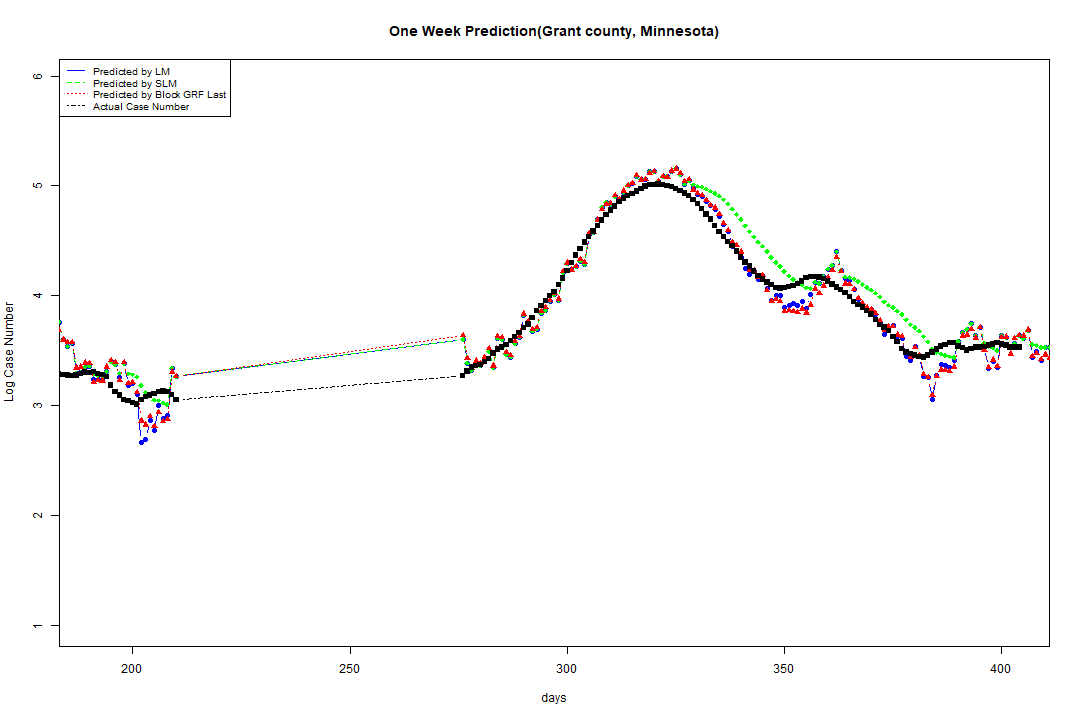 One Week Prediction(Grant county, Minnesota)
Predicted by LM
Predicted by SLM
Predicted by Block GRF Last
Actual Case Number
6
5
4
3
2
1
Log Case Number
200 250 300 350 400
days